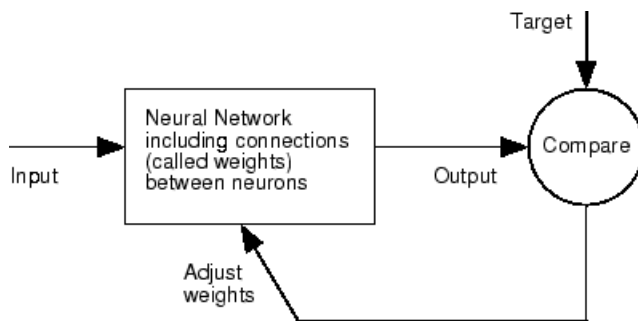 Target
Neural Network
including connections
(called weights)
between neurons
Compare
Input
Output
Adjust
weights